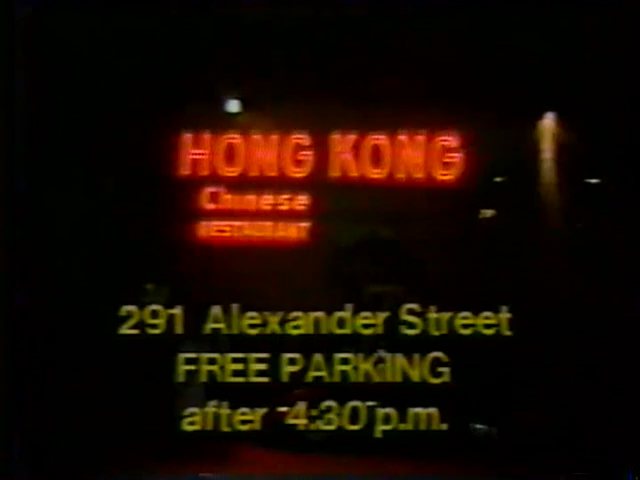 HONG KONG
Chinese
RESTAURANT
291 Alexander Street
FREE PARKING
after 4:30 p.m.